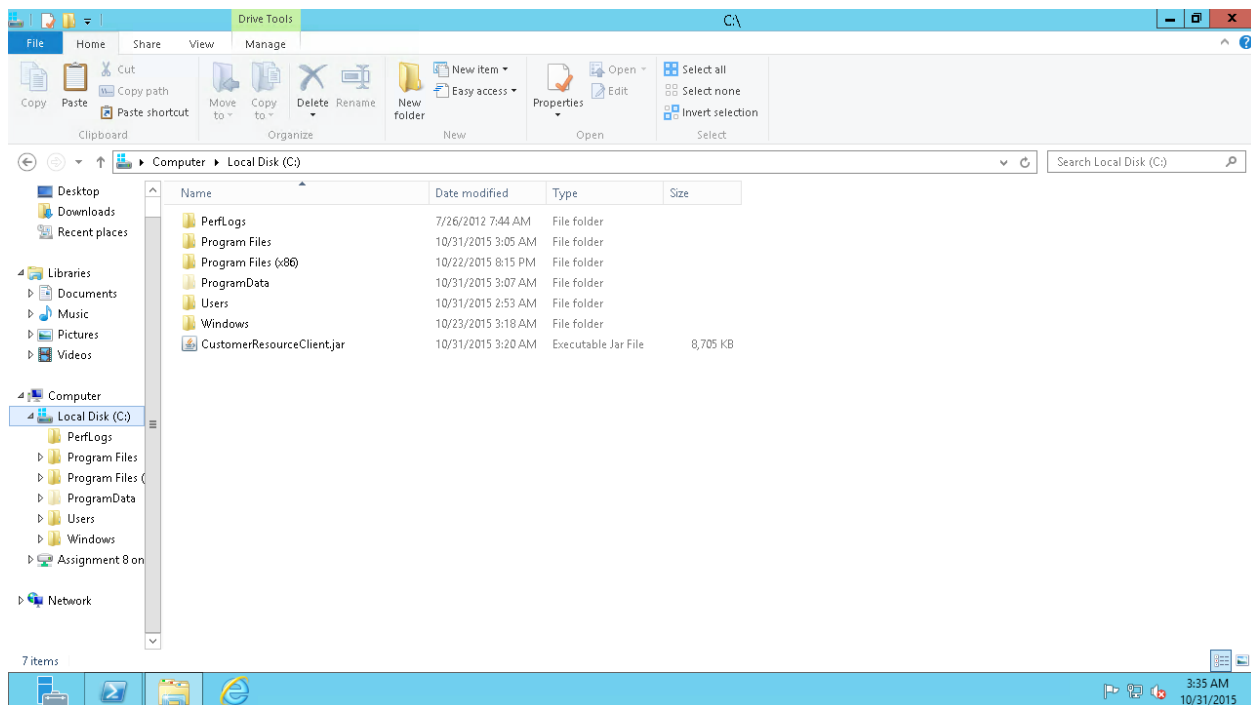 Drive Tools
C:\
File Home Share View Manage
Copy
Paste
Cut
Copy path
Paste shortcut
Clipboard
Move to
Copy to
Delete
Rename
Organize
New folder
New item
Easy access
New
Properties
Open
Edit
Open
Select all
Select none
Invert selection
Select
Computer Local Disk (C:)
Search Local Disk (C:)
Desktop
Downloads
Recent places
Libraries
Documents
Music
Pictures
Videos
Computer
Local Disk (C:)
PerfLogs
Program Files
Program Files (
ProgramData
Users
Windows
Assignment 8 on
Network
Name Date modified Type Size
PerfLogs 7/26/2012 7:44 AM File folder
Program Files 10/31/2015 3:05 AM File folder
Program Files (x86) 10/22/2015 8:15 PM File folder
ProgramData 10/31/2015 3:07 AM File folder
Users 10/31/2015 2:53 AM File folder
Windows 10/23/2015 3:18 AM File folder
CustomerResourceClient.jar 10/31/2015 3:20 AM Executable Jar File 8,705 KB
7 items
3:35 AM
10/31/2015